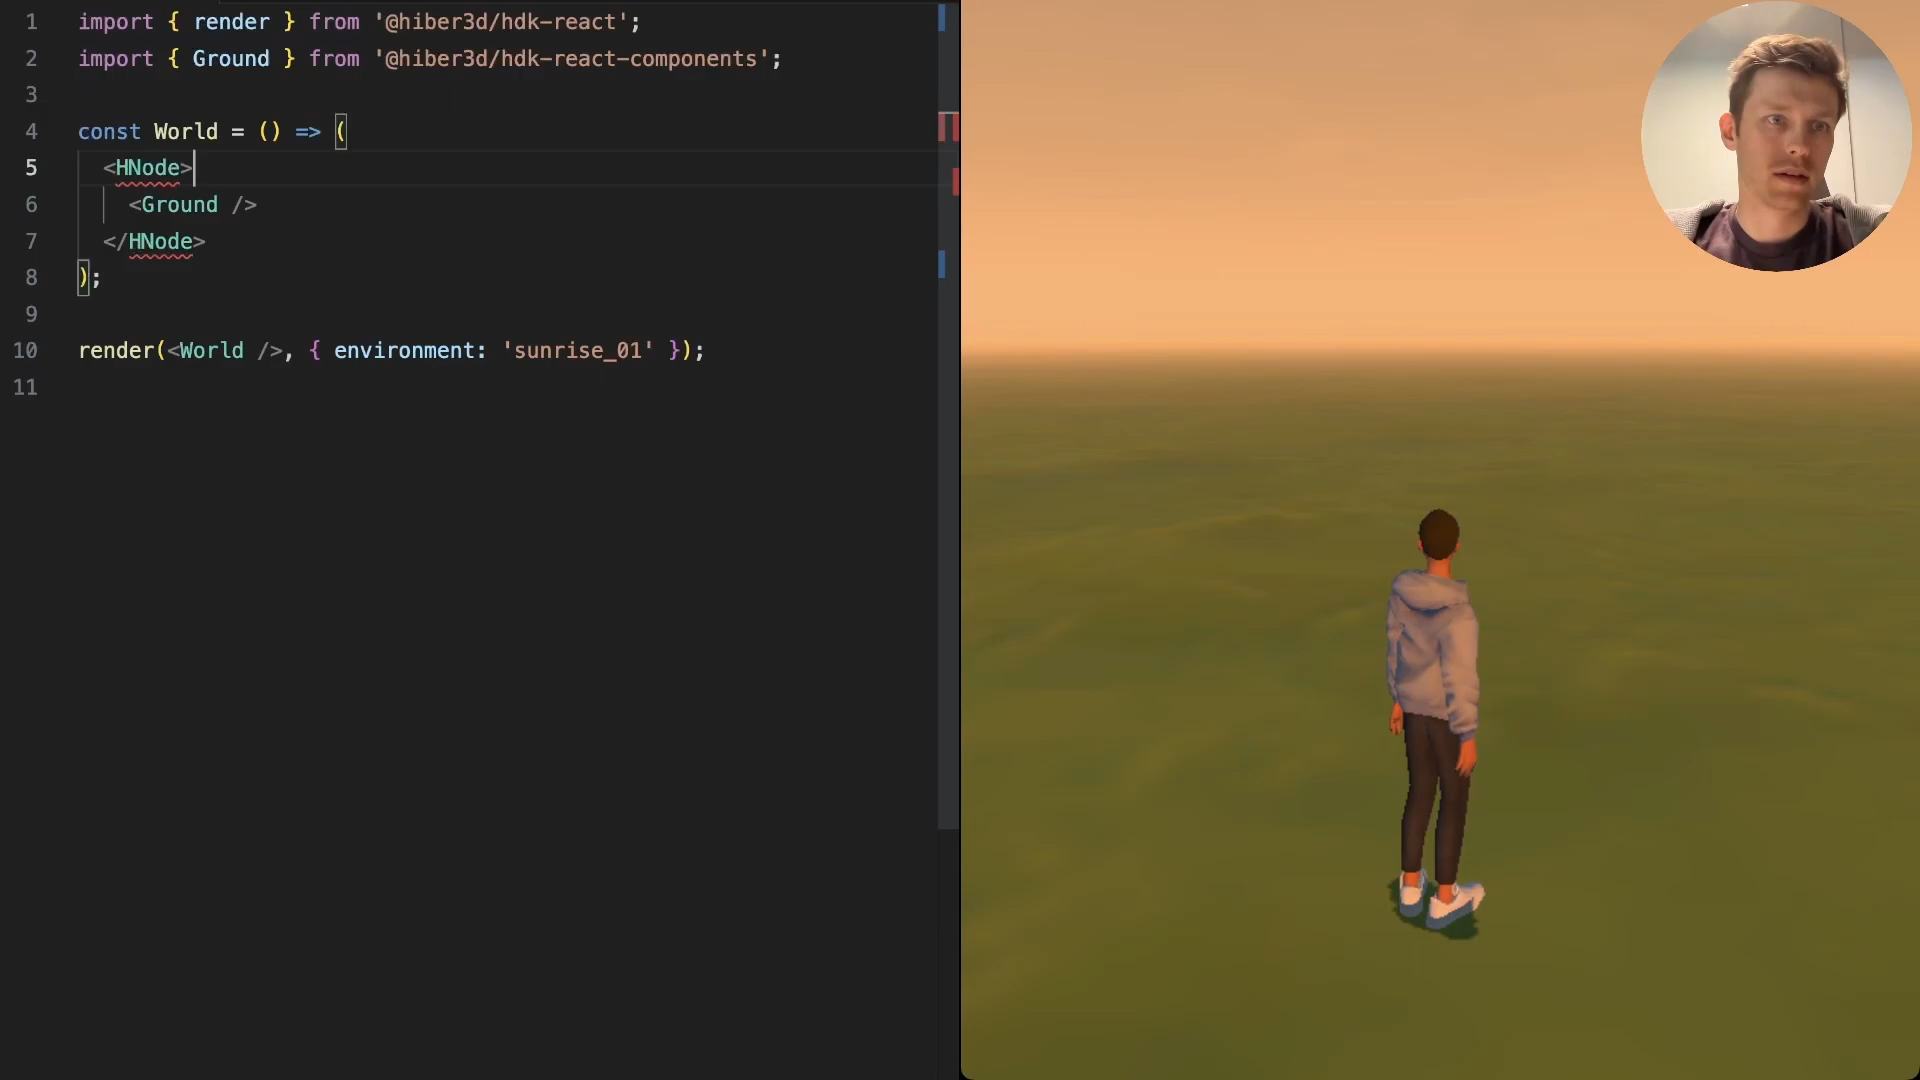 1 import { render } from '@hiber3d/hdk-react';
2 import { Ground } from '@hiber3d/hdk-react-components';
3
4 const World = () => (
5 <HNode>
6 <Ground />
7 </HNode>
8 );
9
10 render(<World />, { environment: 'sunrise_01' });
11